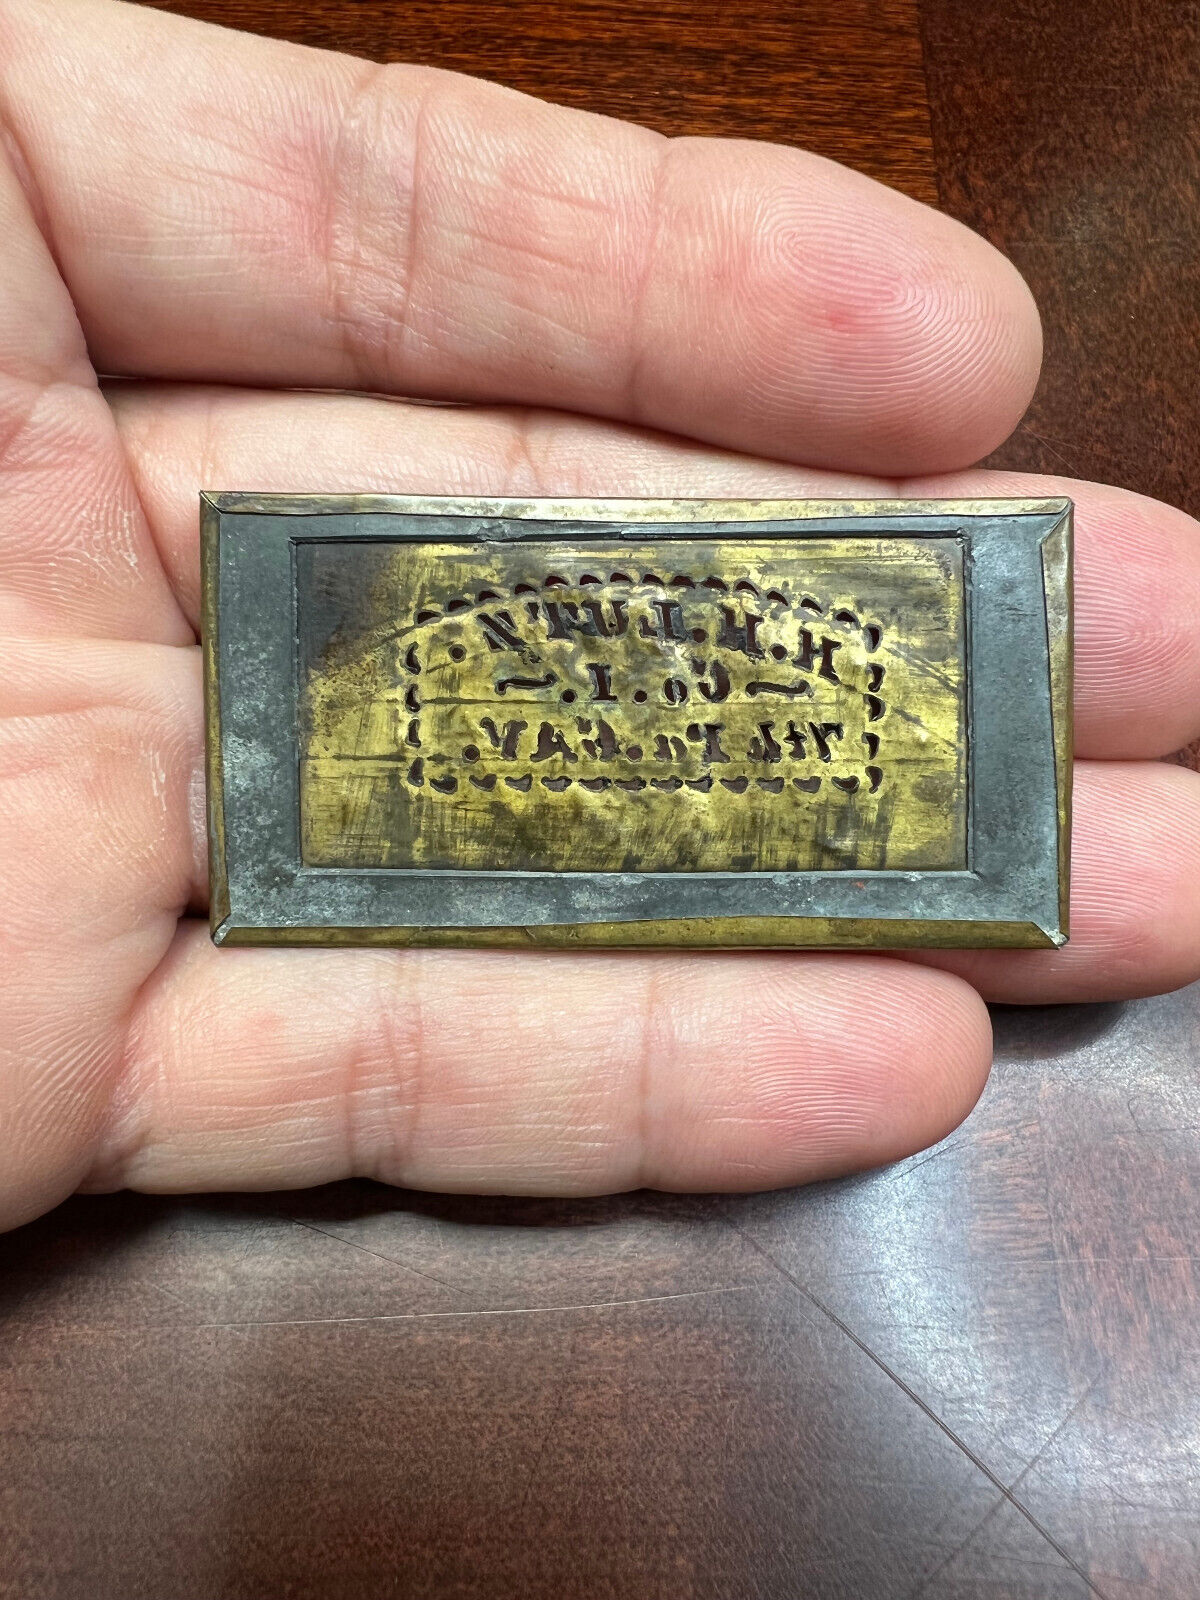 H.H.
Co. I.
7th Pa. CAV.